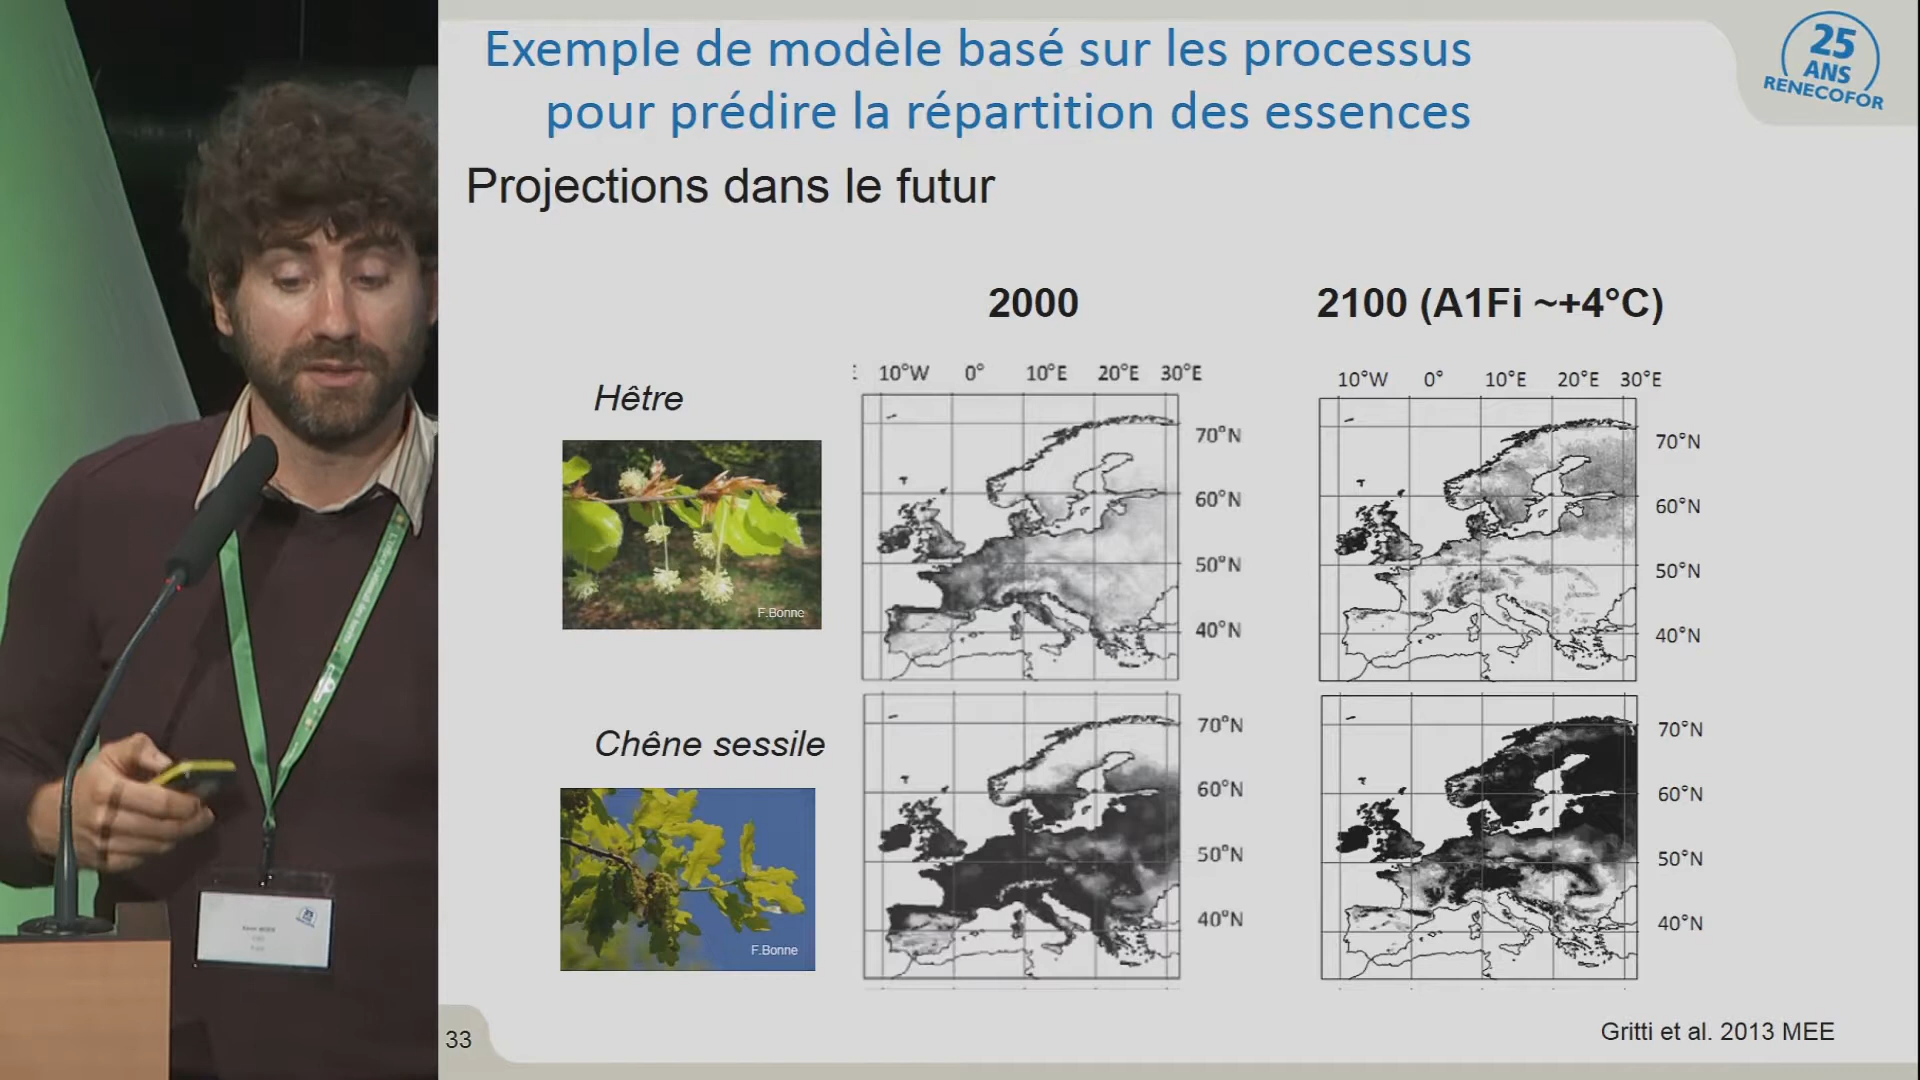 Exemple de modèle basé sur les processus
pour prédire la répartition des essences
25
ANS
RENECOFOR
Projections dans le futur
2000
2100 (A1Fi ~+4°C)
Hêtre
10°W 0° 10°E 20°E 30°E
70°N
60°N
50°N
40°N
10°W 0° 10°E 20°E 30°E
70°N
60°N
50°N
40°N
F.Bonne
Chêne sessile
70°N
60°N
50°N
40°N
70°N
60°N
50°N
40°N
F.Bonne
33
Gritti et al. 2013 MEE